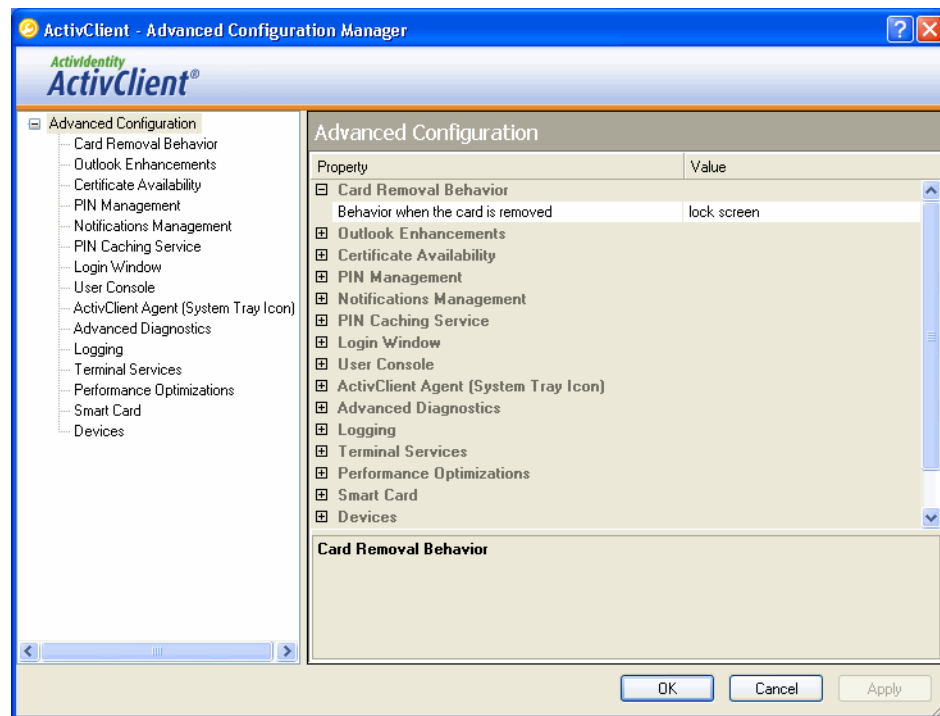 ActivClient - Advanced Configuration Manager
ActivIdentity
ActivClient®
Advanced Configuration
Card Removal Behavior
Outlook Enhancements
Certificate Availability
PIN Management
Notifications Management
PIN Caching Service
Login Window
User Console
ActivClient Agent (System Tray Icon)
Advanced Diagnostics
Logging
Terminal Services
Performance Optimizations
Smart Card
Devices
Advanced Configuration
Property Value
Card Removal Behavior
Behavior when the card is removed lock screen
Outlook Enhancements
Certificate Availability
PIN Management
Notifications Management
PIN Caching Service
Login Window
User Console
ActivClient Agent (System Tray Icon)
Advanced Diagnostics
Logging
Terminal Services
Performance Optimizations
Smart Card
Devices
Card Removal Behavior
OK Cancel Apply